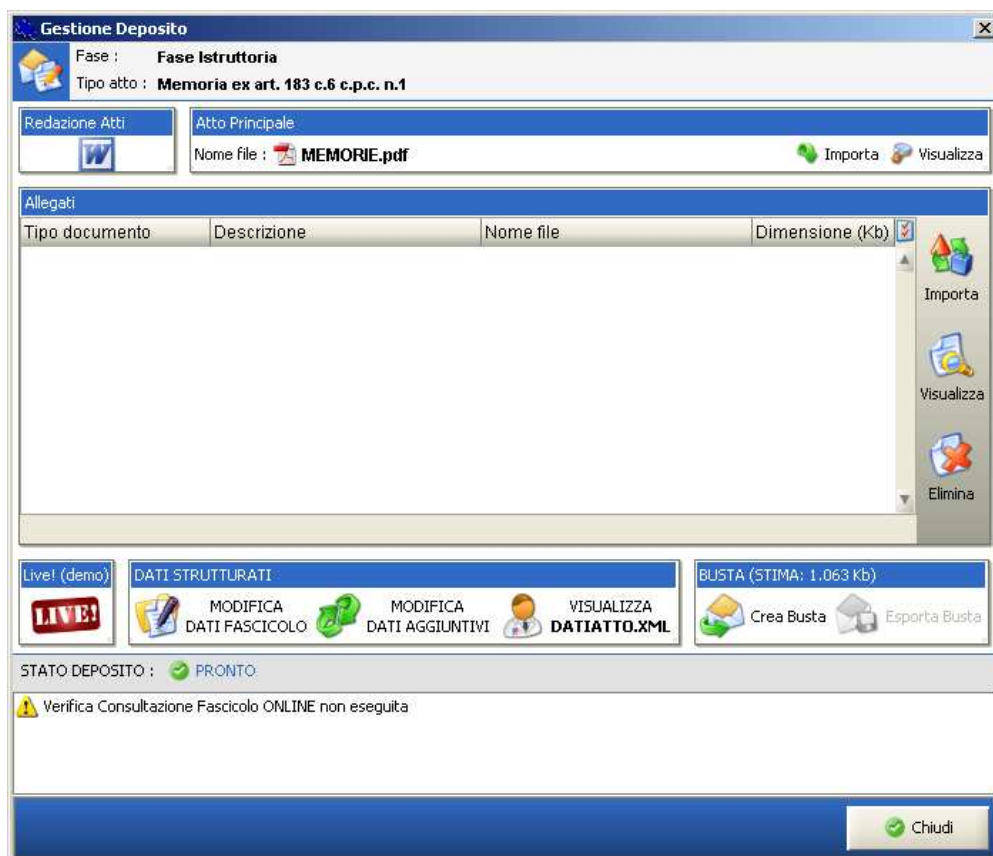 Gestione Deposito
Fase : Fase Istruttoria
Tipo atto : Memoria ex art. 183 c.6 c.p.c. n.1
Redazione Atti
W
Atto Principale
Nome file : MEMORIE.pdf Importa Visualizza
Allegati
Tipo documento Descrizione Nome file Dimensione (Kb)
Importa
Visualizza
Elimina
Live! (demo)
LIVE!
DATI STRUTTURATI
MODIFICA
DATI FASCICOLO
MODIFICA
DATI AGGIUNTIVI
VISUALIZZA
DATIATTO.XML
BUSTA (STIMA: 1.063 Kb)
Crea Busta Esporta Busta
STATO DEPOSITO : PRONTO
Verifica Consultazione Fascicolo ONLINE non eseguita
Chiudi